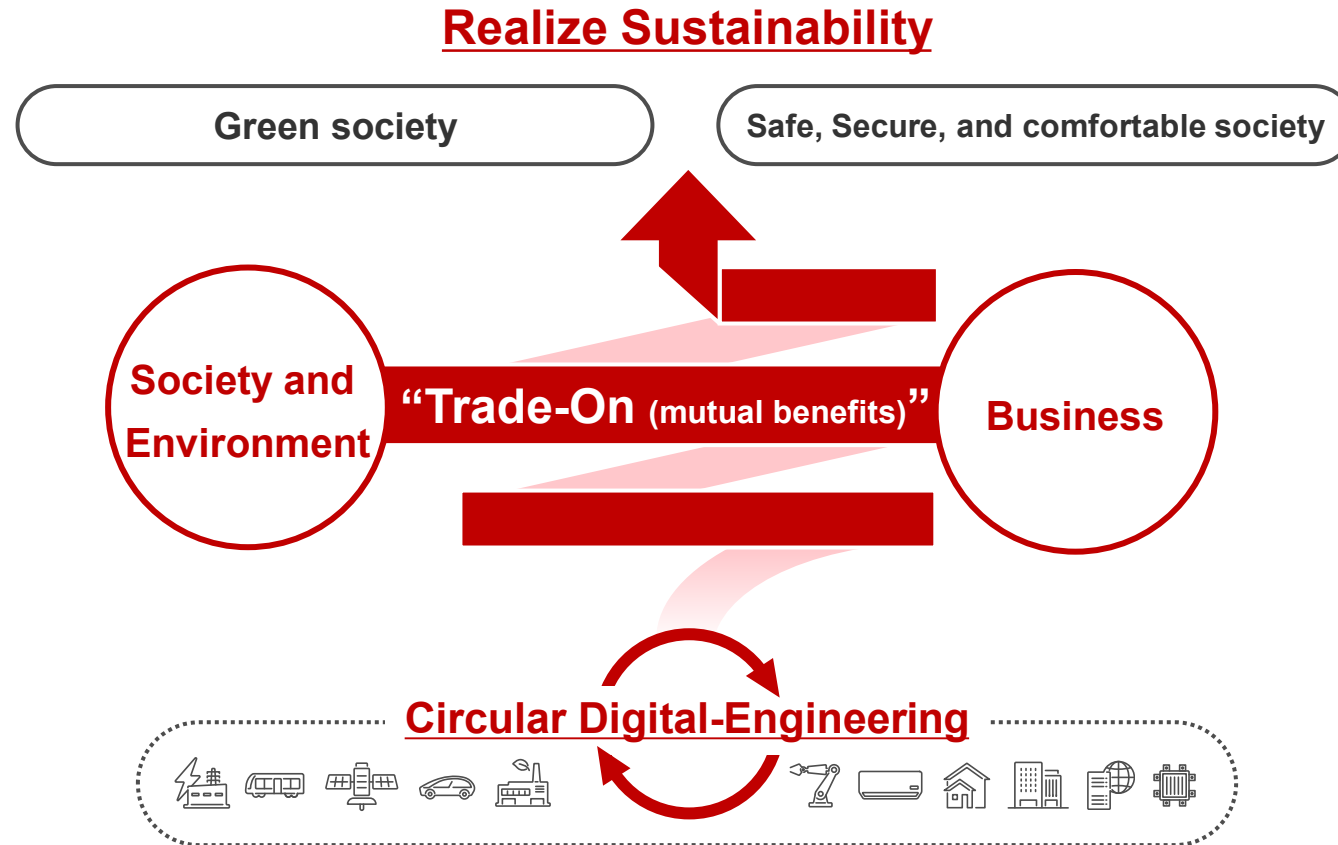 Realize Sustainability
Green society
Safe, Secure, and comfortable society
Society and
Environment
“Trade-On (mutual benefits)”
Business
Circular Digital-Engineering